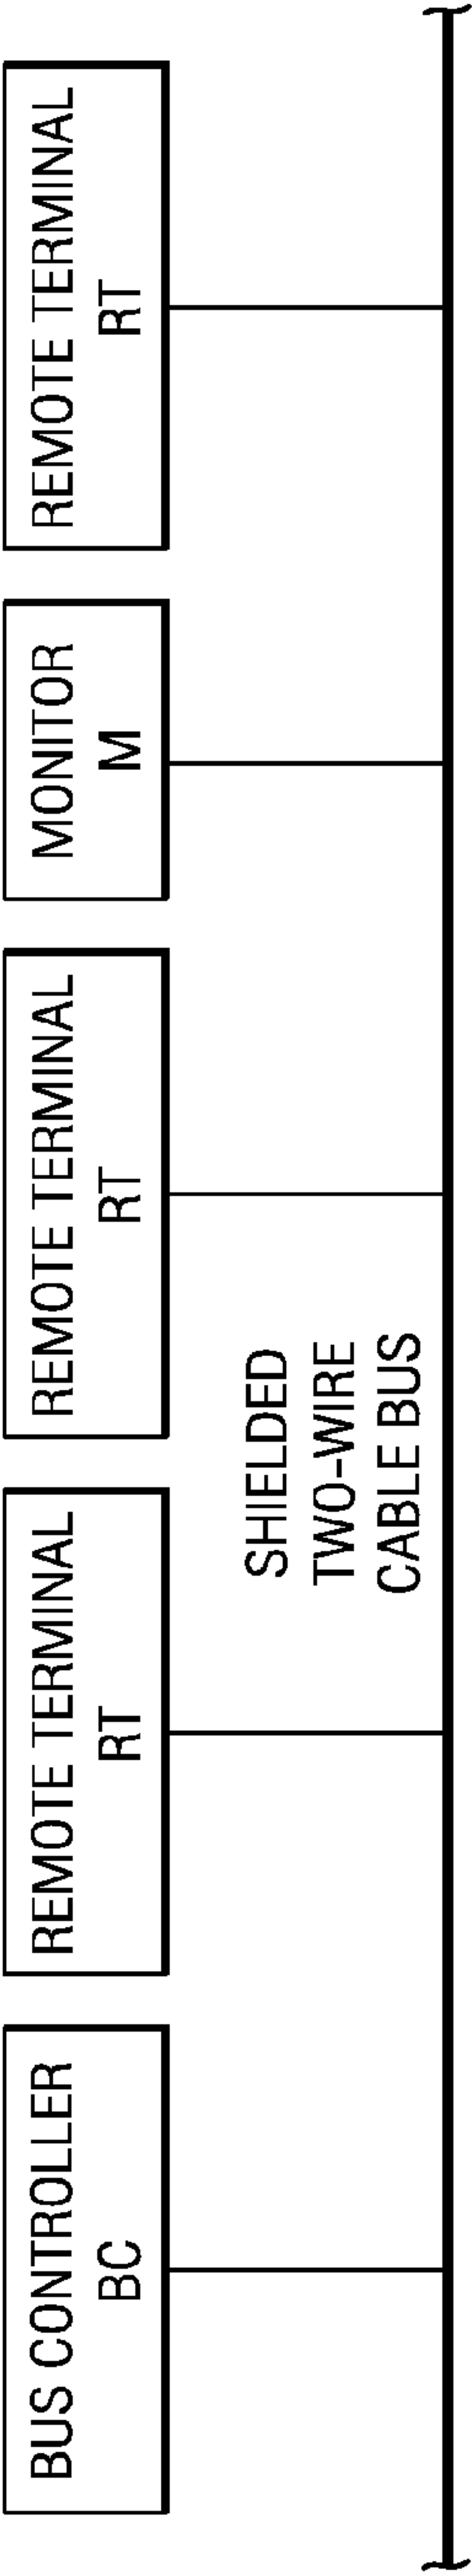 BUS CONTROLLER
BC
REMOTE TERMINAL
RT
REMOTE TERMINAL
RT
MONITOR
M
REMOTE TERMINAL
RT
SHIELDED
TWO-WIRE
CABLE BUS